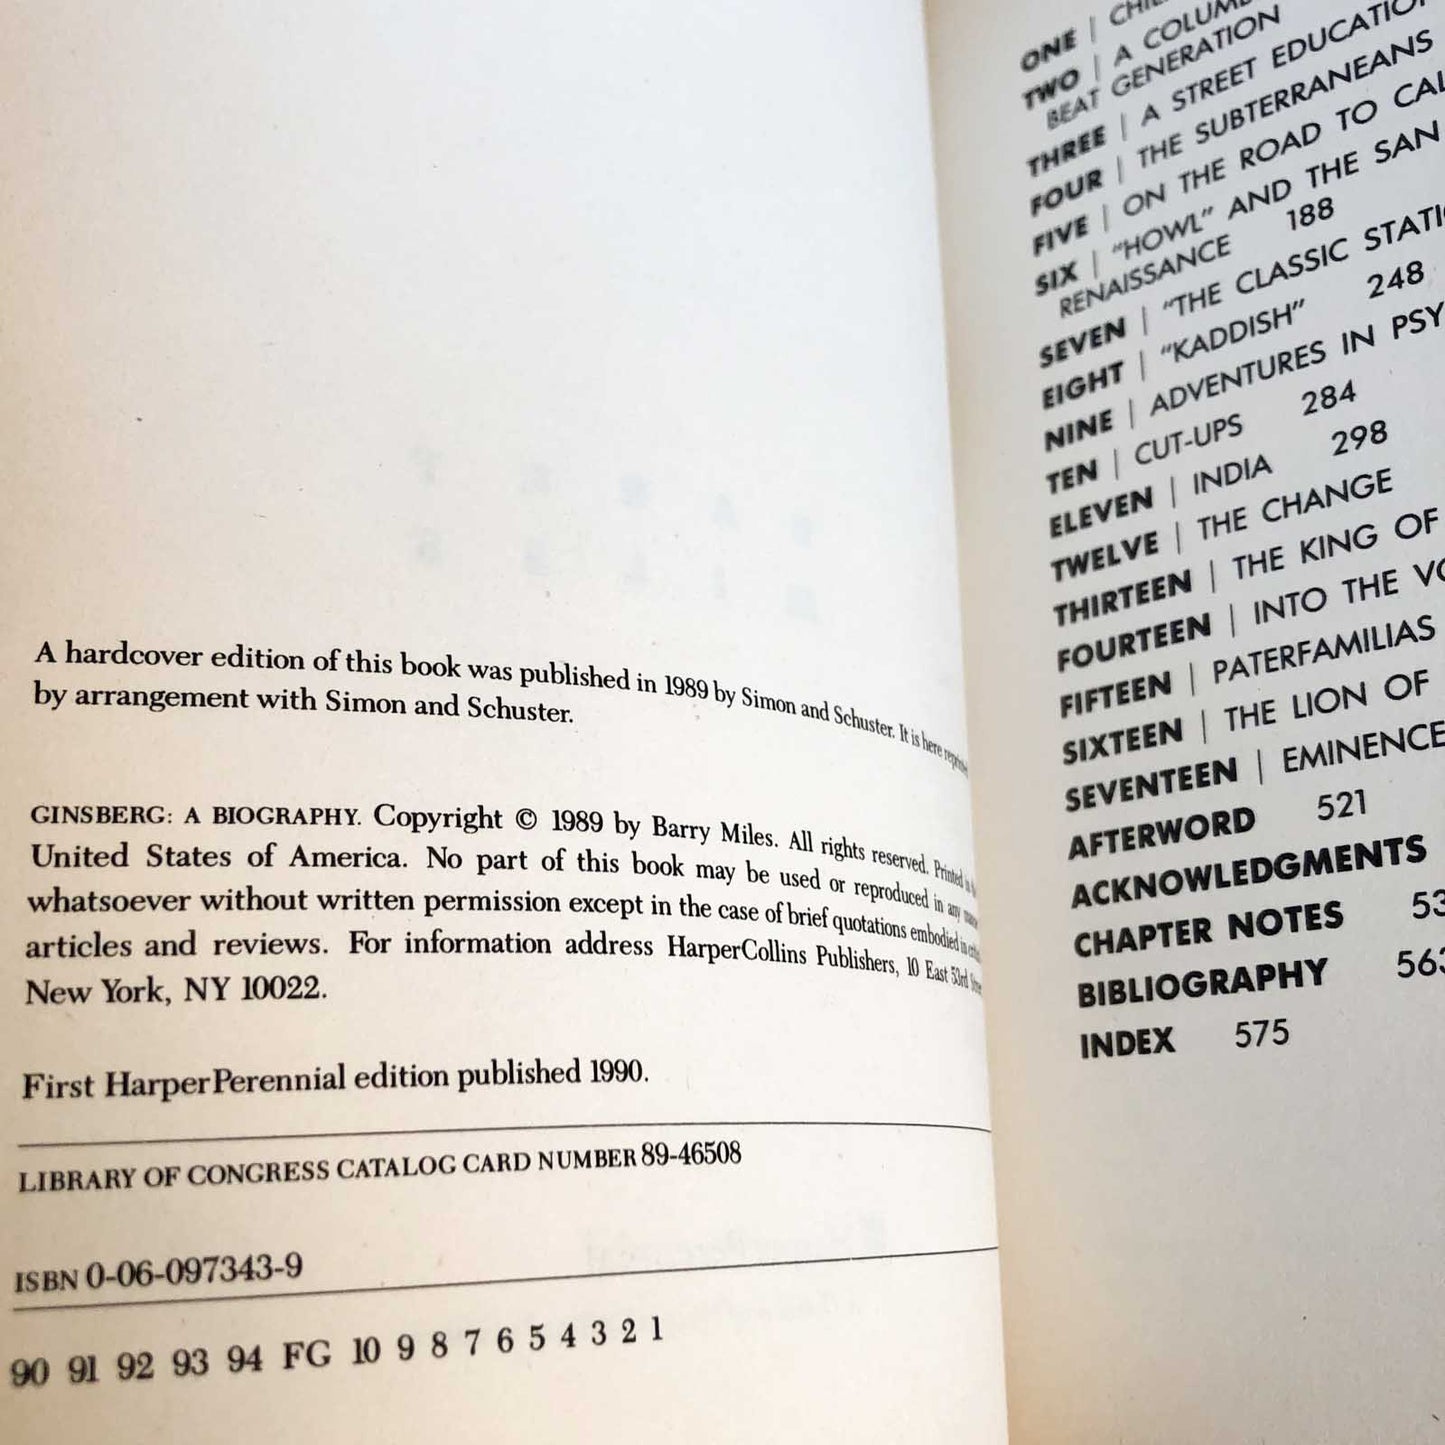 A hardcover edition of this book was published in 1989 by Simon and Schuster. It is here reprinted
by arrangement with Simon and Schuster.
GINSBERG: A BIOGRAPHY. Copyright © 1989 by Barry Miles. All rights reserved. Printed in
United States of America. No part of this book may be used or reproduced in any
whatsoever without written permission except in the case of brief quotations embodied in
articles and reviews. For information address HarperCollins Publishers, 10 East 53rd
New York, NY 10022.
First HarperPerennial edition published 1990.
LIBRARY OF CONGRESS CATALOG CARD NUMBER 89-46508
ISBN 0-06-097343-9
90 91 92 93 94 FG 10 9 8 7 6 5 4 3 2 1
ONE |
TWO | A
BEAT GENERATION
THREE | A STREET
FOUR | THE SUBTERRANEANS
FIVE | ON THE ROAD TO
SIX | "HOWL" AND THE SAN
RENAISSANCE 188
SEVEN | "THE CLASSIC
EIGHT | "KADDISH" 248
NINE | ADVENTURES IN
TEN | CUT-UPS 284
ELEVEN | INDIA 298
TWELVE | THE CHANGE
THIRTEEN | THE KING OF
FOURTEEN | INTO THE
FIFTEEN | PATERFAMILIAS
SIXTEEN | THE LION OF
SEVENTEEN | EMINENCE
AFTERWORD 521
ACKNOWLEDGMENTS
CHAPTER NOTES
BIBLIOGRAPHY
INDEX 575